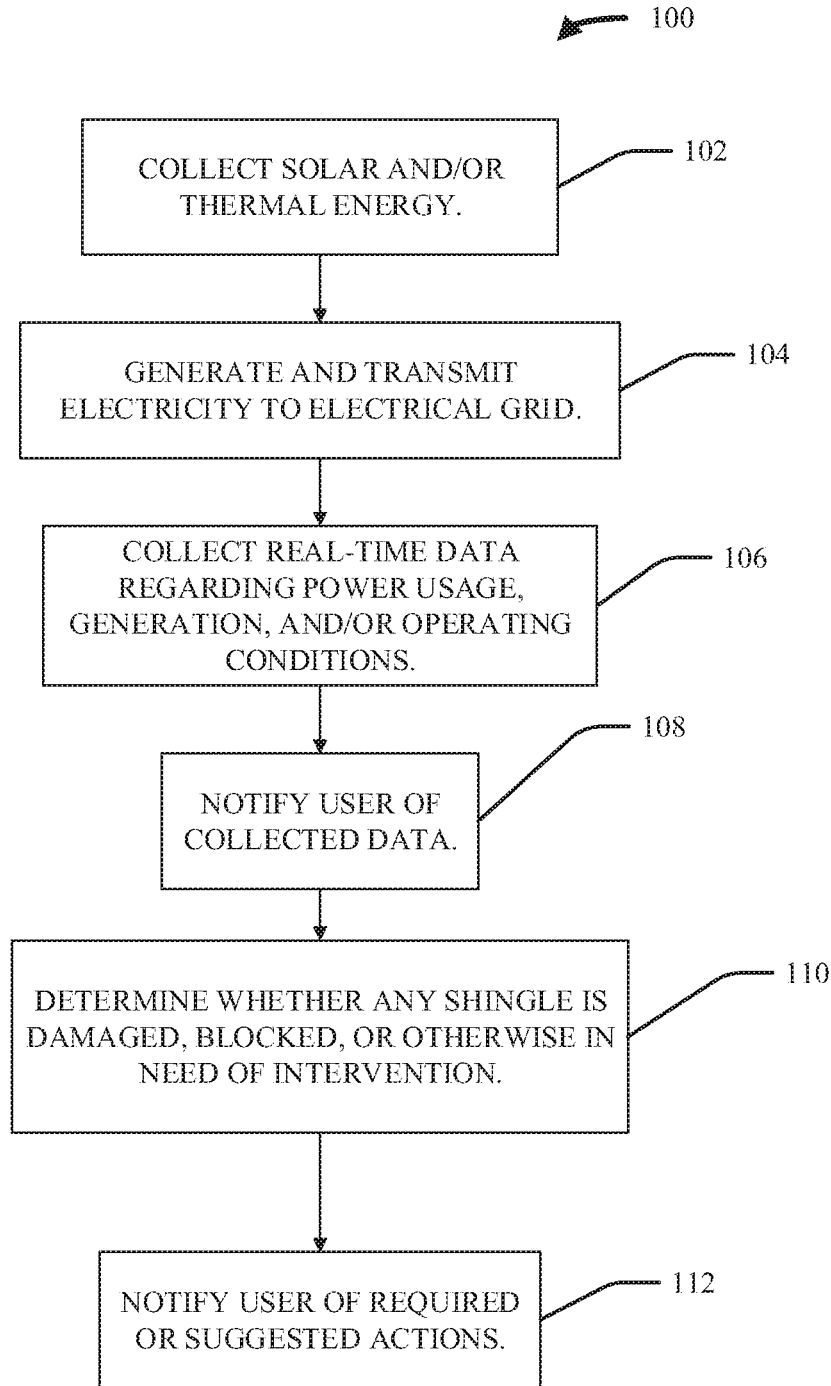 100
COLLECT SOLAR AND/OR
THERMAL ENERGY.
102
GENERATE AND TRANSMIT
ELECTRICITY TO ELECTRICAL GRID.
104
COLLECT REAL-TIME DATA
REGARDING POWER USAGE,
GENERATION, AND/OR OPERATING
CONDITIONS.
106
NOTIFY USER OF
COLLECTED DATA.
108
DETERMINE WHETHER ANY SHINGLE IS
DAMAGED, BLOCKED, OR OTHERWISE IN
NEED OF INTERVENTION.
110
NOTIFY USER OF REQUIRED
OR SUGGESTED ACTIONS.
112